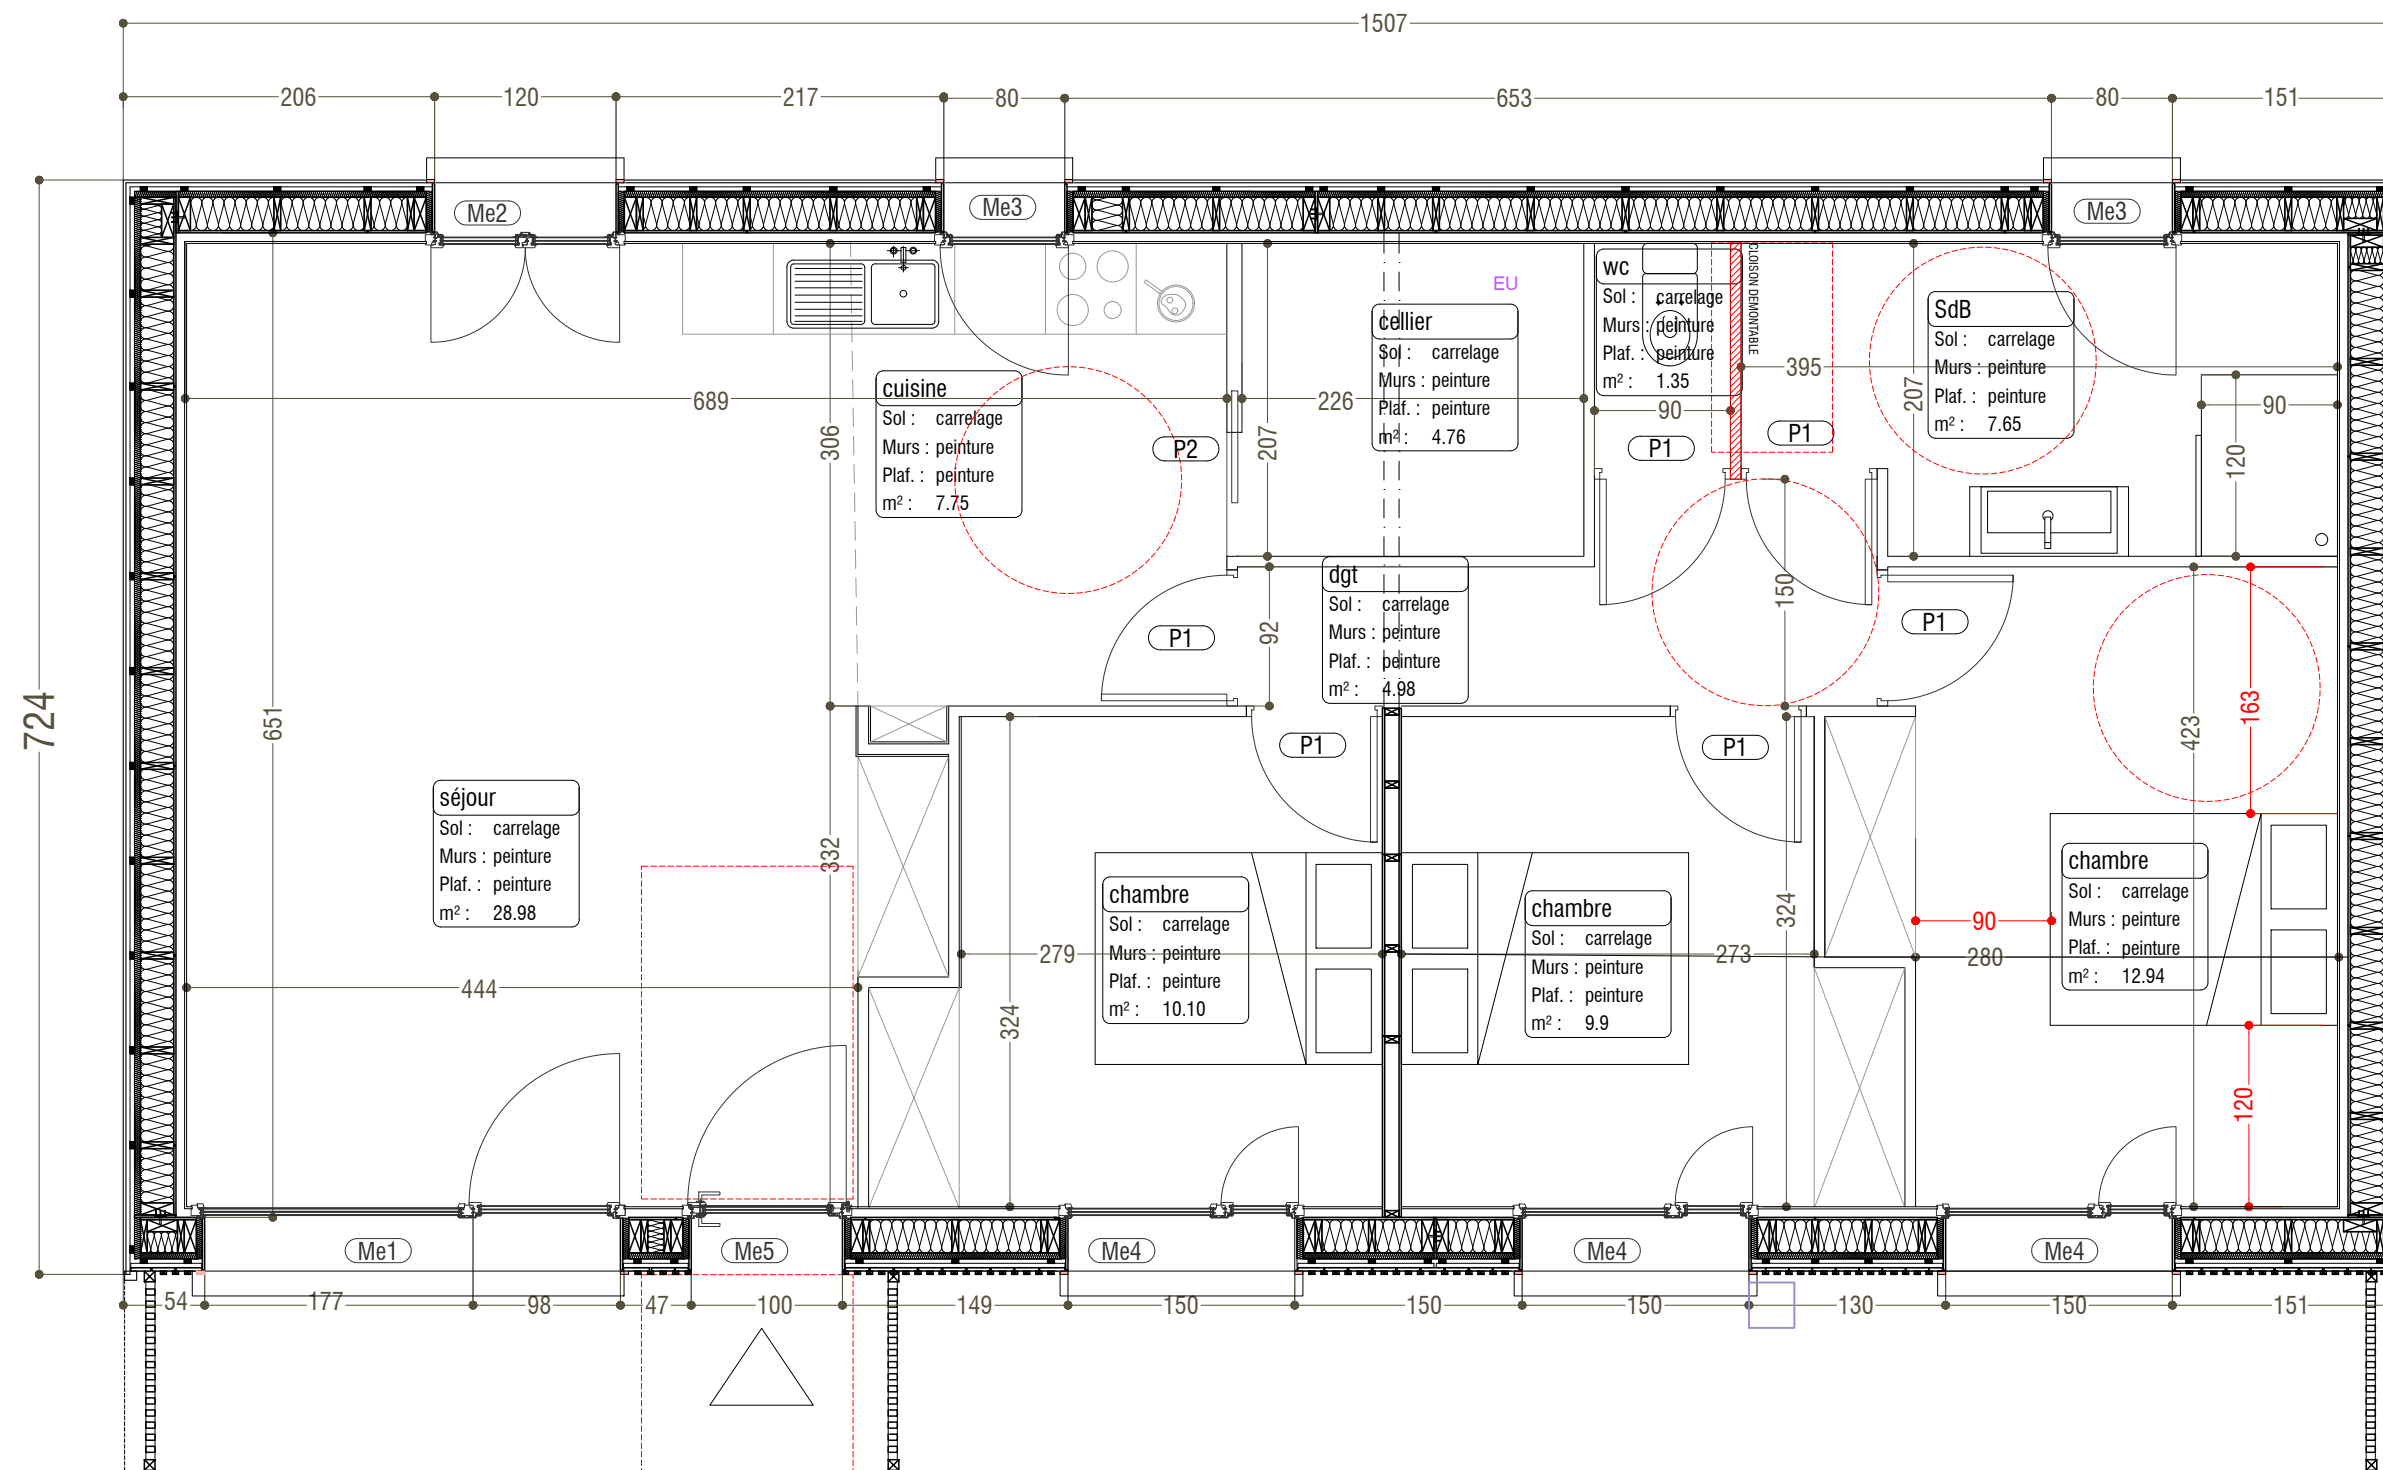 1507
206
120
217
80
653
80
151
Me2
Me3
Me3
EU
CLOISON DEMONTABLE
wc
Sol : carrelage
Murs : peinture
Plaf. : peinture
m² : 1.35
SdB
Sol : carrelage
Murs : peinture
Plaf. : peinture
m² : 7.65
cellier
Sol : carrelage
Murs : peinture
Plaf. : peinture
m² : 4.76
cuisine
Sol : carrelage
Murs : peinture
Plaf. : peinture
m² : 7.75
689
306
226
207
90
395
207
90
120
P2
P1
P1
dgt
Sol : carrelage
Murs : peinture
Plaf. : peinture
m² : 4.98
P1
92
150
P1
724
651
163
423
P1
P1
séjour
Sol : carrelage
Murs : peinture
Plaf. : peinture
m² : 28.98
332
chambre
Sol : carrelage
Murs : peinture
Plaf. : peinture
m² : 10.10
chambre
Sol : carrelage
Murs : peinture
Plaf. : peinture
m² : 9.9
chambre
Sol : carrelage
Murs : peinture
Plaf. : peinture
m² : 12.94
324
90
279
273
280
444
324
120
Me1
Me5
Me4
Me4
Me4
54
177
98
47
100
149
150
150
150
130
150
151